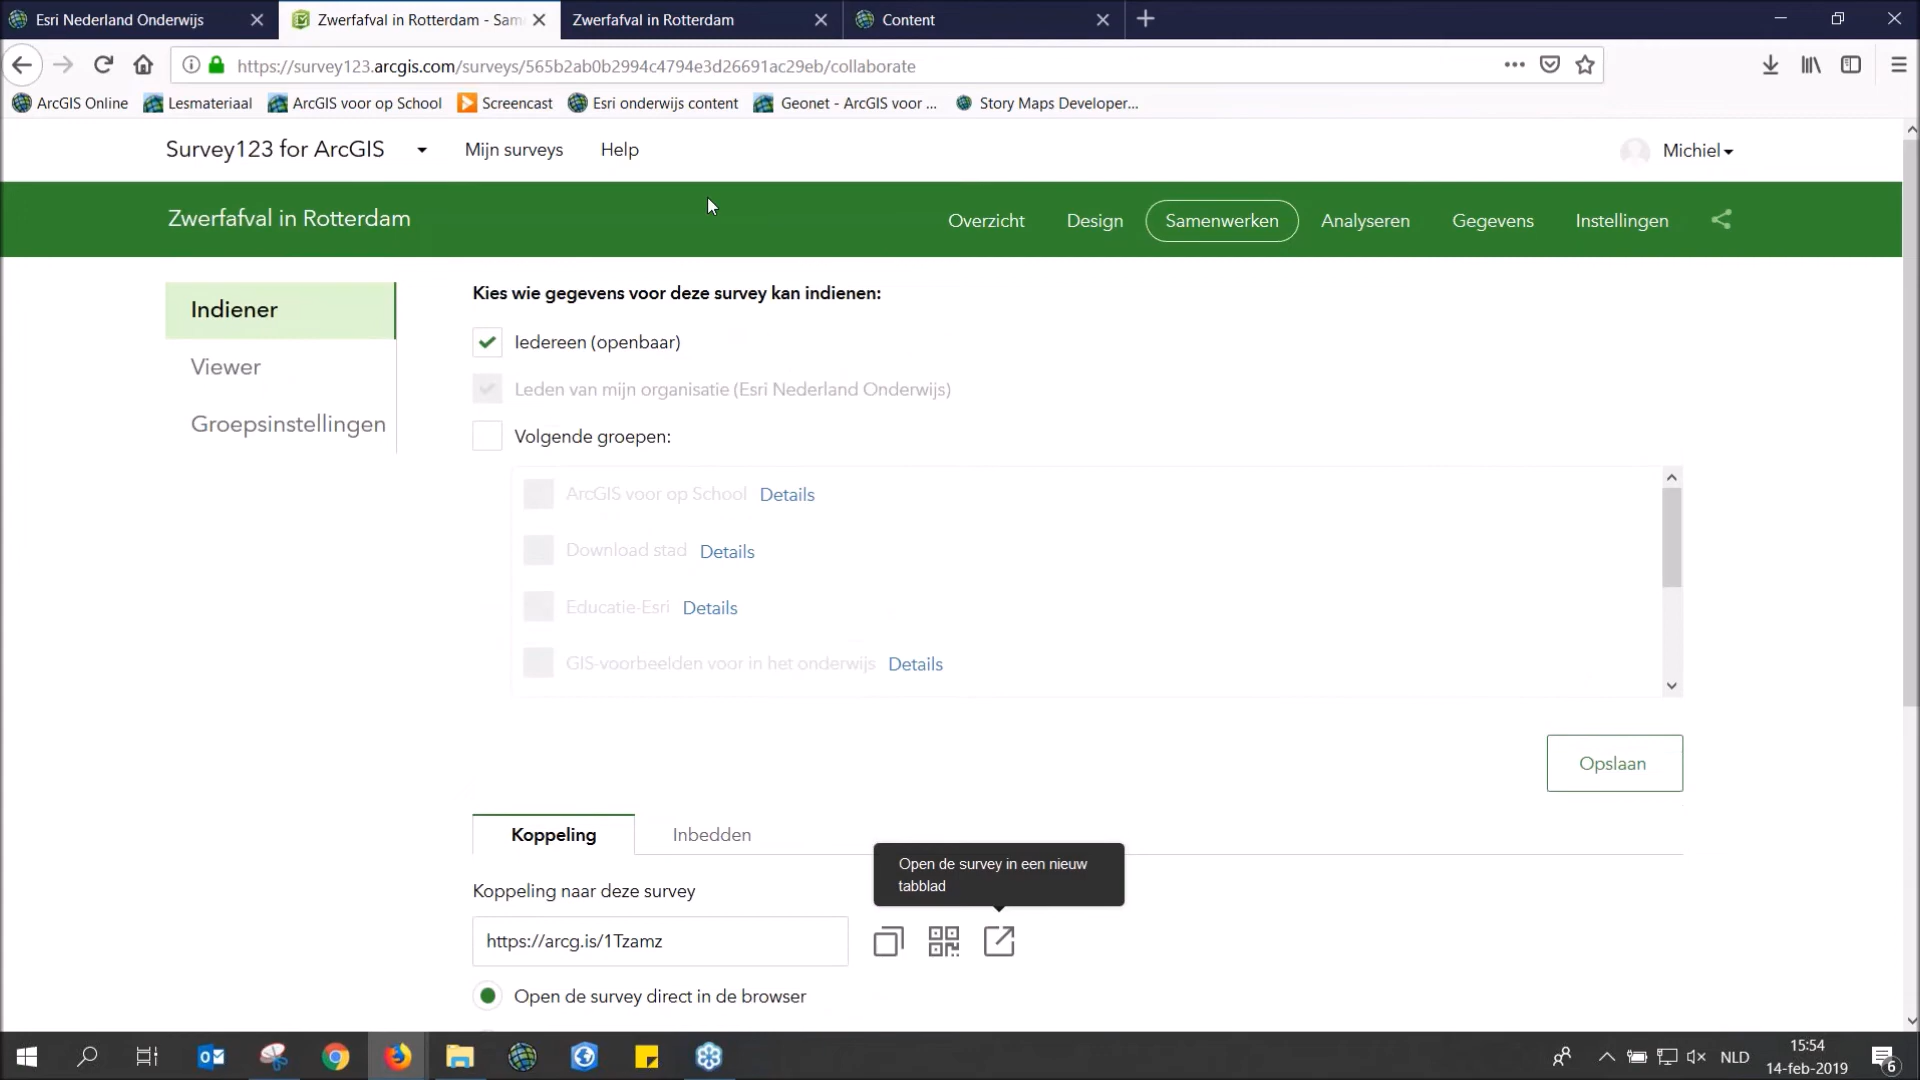 Esri Nederland Onderwijs
Zwerfafval in Rotterdam - Sam
Zwerfafval in Rotterdam
Content
https://survey123.arcgis.com/surveys/565b2ab0b2994c4794e3d26691ac29eb/collaborate
ArcGIS Online
Lesmateriaal
ArcGIS voor op School
Screencast
Esri onderwijs content
Geonet - ArcGIS voor ...
Story Maps Developer...
Survey123 for ArcGIS
Mijn surveys
Help
Michiel
Zwerfafval in Rotterdam
Overzicht
Design
Samenwerken
Analyseren
Gegevens
Instellingen
Indiener
Viewer
Groepsinstellingen
Kies wie gegevens voor deze survey kan indienen:
Iedereen (openbaar)
Leden van mijn organisatie (Esri Nederland Onderwijs)
Volgende groepen:
ArcGIS voor op School Details
Download stad Details
Educatie-Esri Details
GIS-voorbeelden voor in het onderwijs Details
Opslaan
Koppeling
Inbedden
Open de survey in een nieuw
tabblad
Koppeling naar deze survey
https://arcg.is/1Tzamz
Open de survey direct in de browser
NLD
15:54
14-feb-2019
6